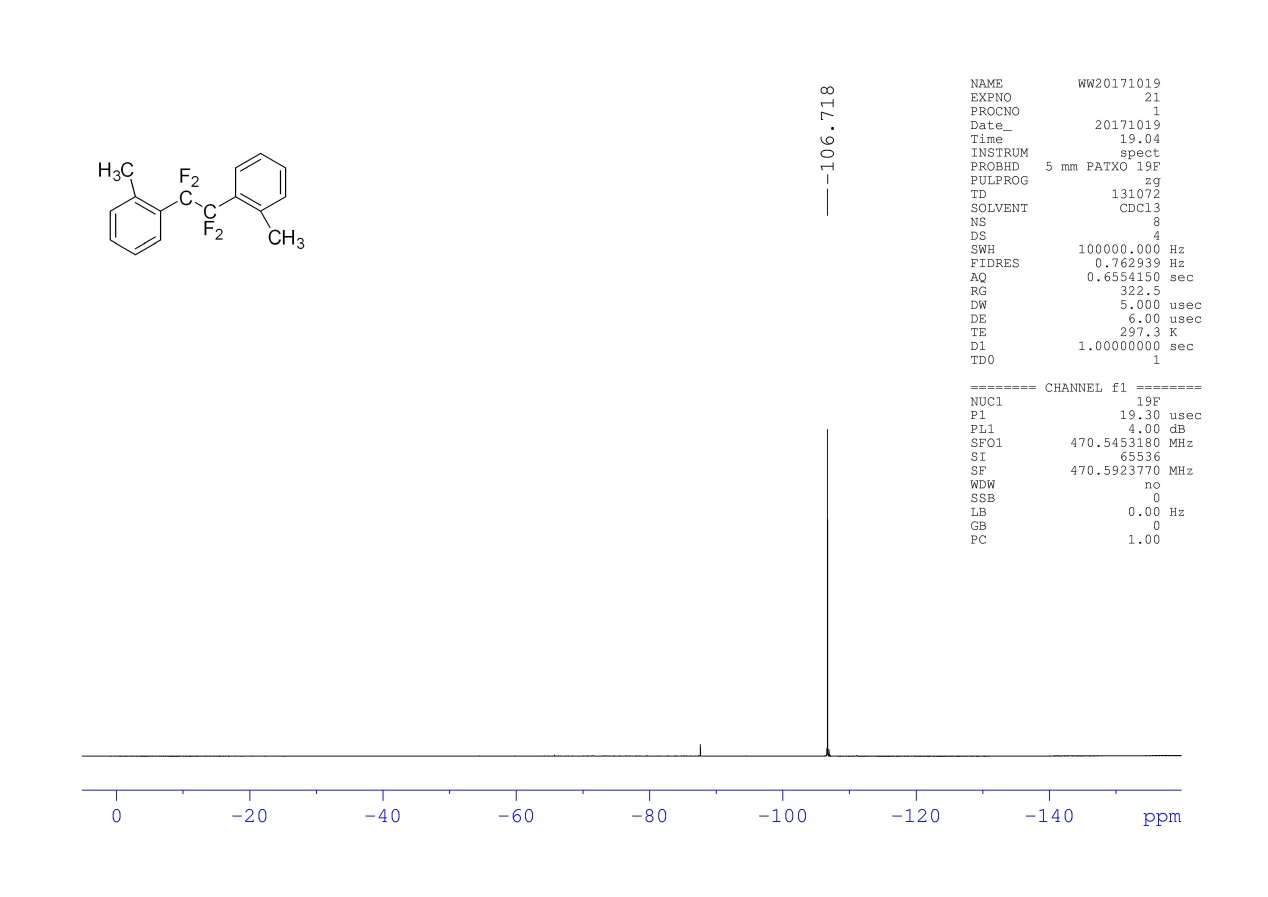 -106.718
H3C
F2
C
C
F2
CH3
NAME WW20171019
EXPNO 21
PROCNO 1
Date_ 20171019
Time 19.04
INSTRUM spect
PROBHD 5 mm PATXO 19F
PULPROG zg
TD 131072
SOLVENT CDCl3
NS 8
DS 4
SWH 100000.000 Hz
FIDRES 0.762939 Hz
AQ 0.6554150 sec
RG 322.5
DW 5.000 usec
DE 6.00 usec
TE 297.3 K
D1 1.00000000 sec
TD0 1
======== CHANNEL f1 ========
NUC1 19F
P1 19.30 usec
PL1 4.00 dB
SFO1 470.5453180 MHz
SI 65536
SF 470.5923770 MHz
WDW no
SSB 0
LB 0.00 Hz
GB 0
PC 1.00
0 -20 -40 -60 -80 -100 -120 -140 ppm